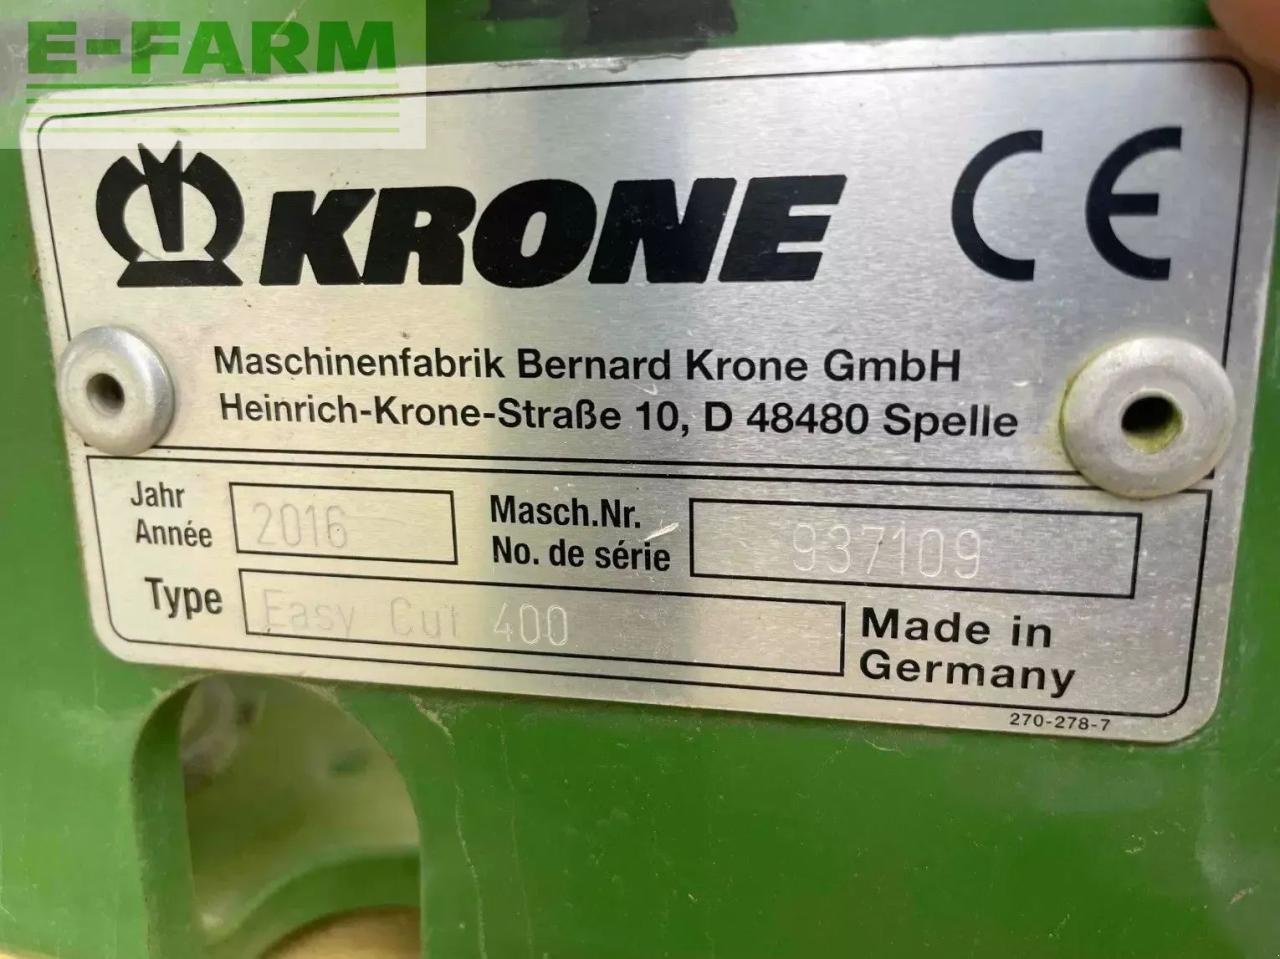 E-FARM
KRONE CE
Maschinenfabrik Bernard Krone GmbH
Heinrich-Krone-Straße 10, D 48480 Spelle
Jahr
Année
2016
Masch.Nr.
No. de série
937109
Type
Easy Cut 400
Made in
Germany
270-278-7